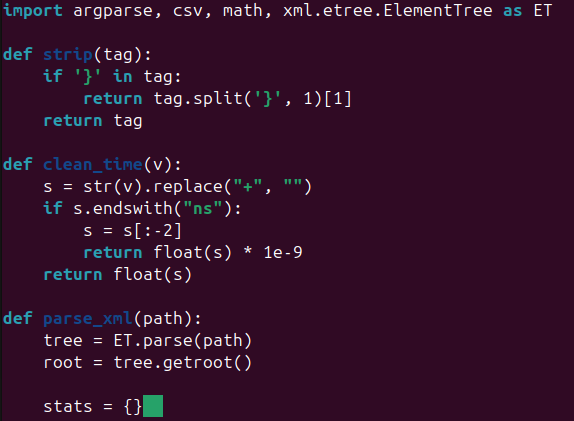 import argparse, csv, math, xml.etree.ElementTree as ET

def strip(tag):
    if '}' in tag:
        return tag.split('}', 1)[1]
    return tag

def clean_time(v):
    s = str(v).replace("+", "")
    if s.endswith("ns"):
        s = s[:-2]
        return float(s) * 1e-9
    return float(s)

def parse_xml(path):
    tree = ET.parse(path)
    root = tree.getroot()

    stats = {}